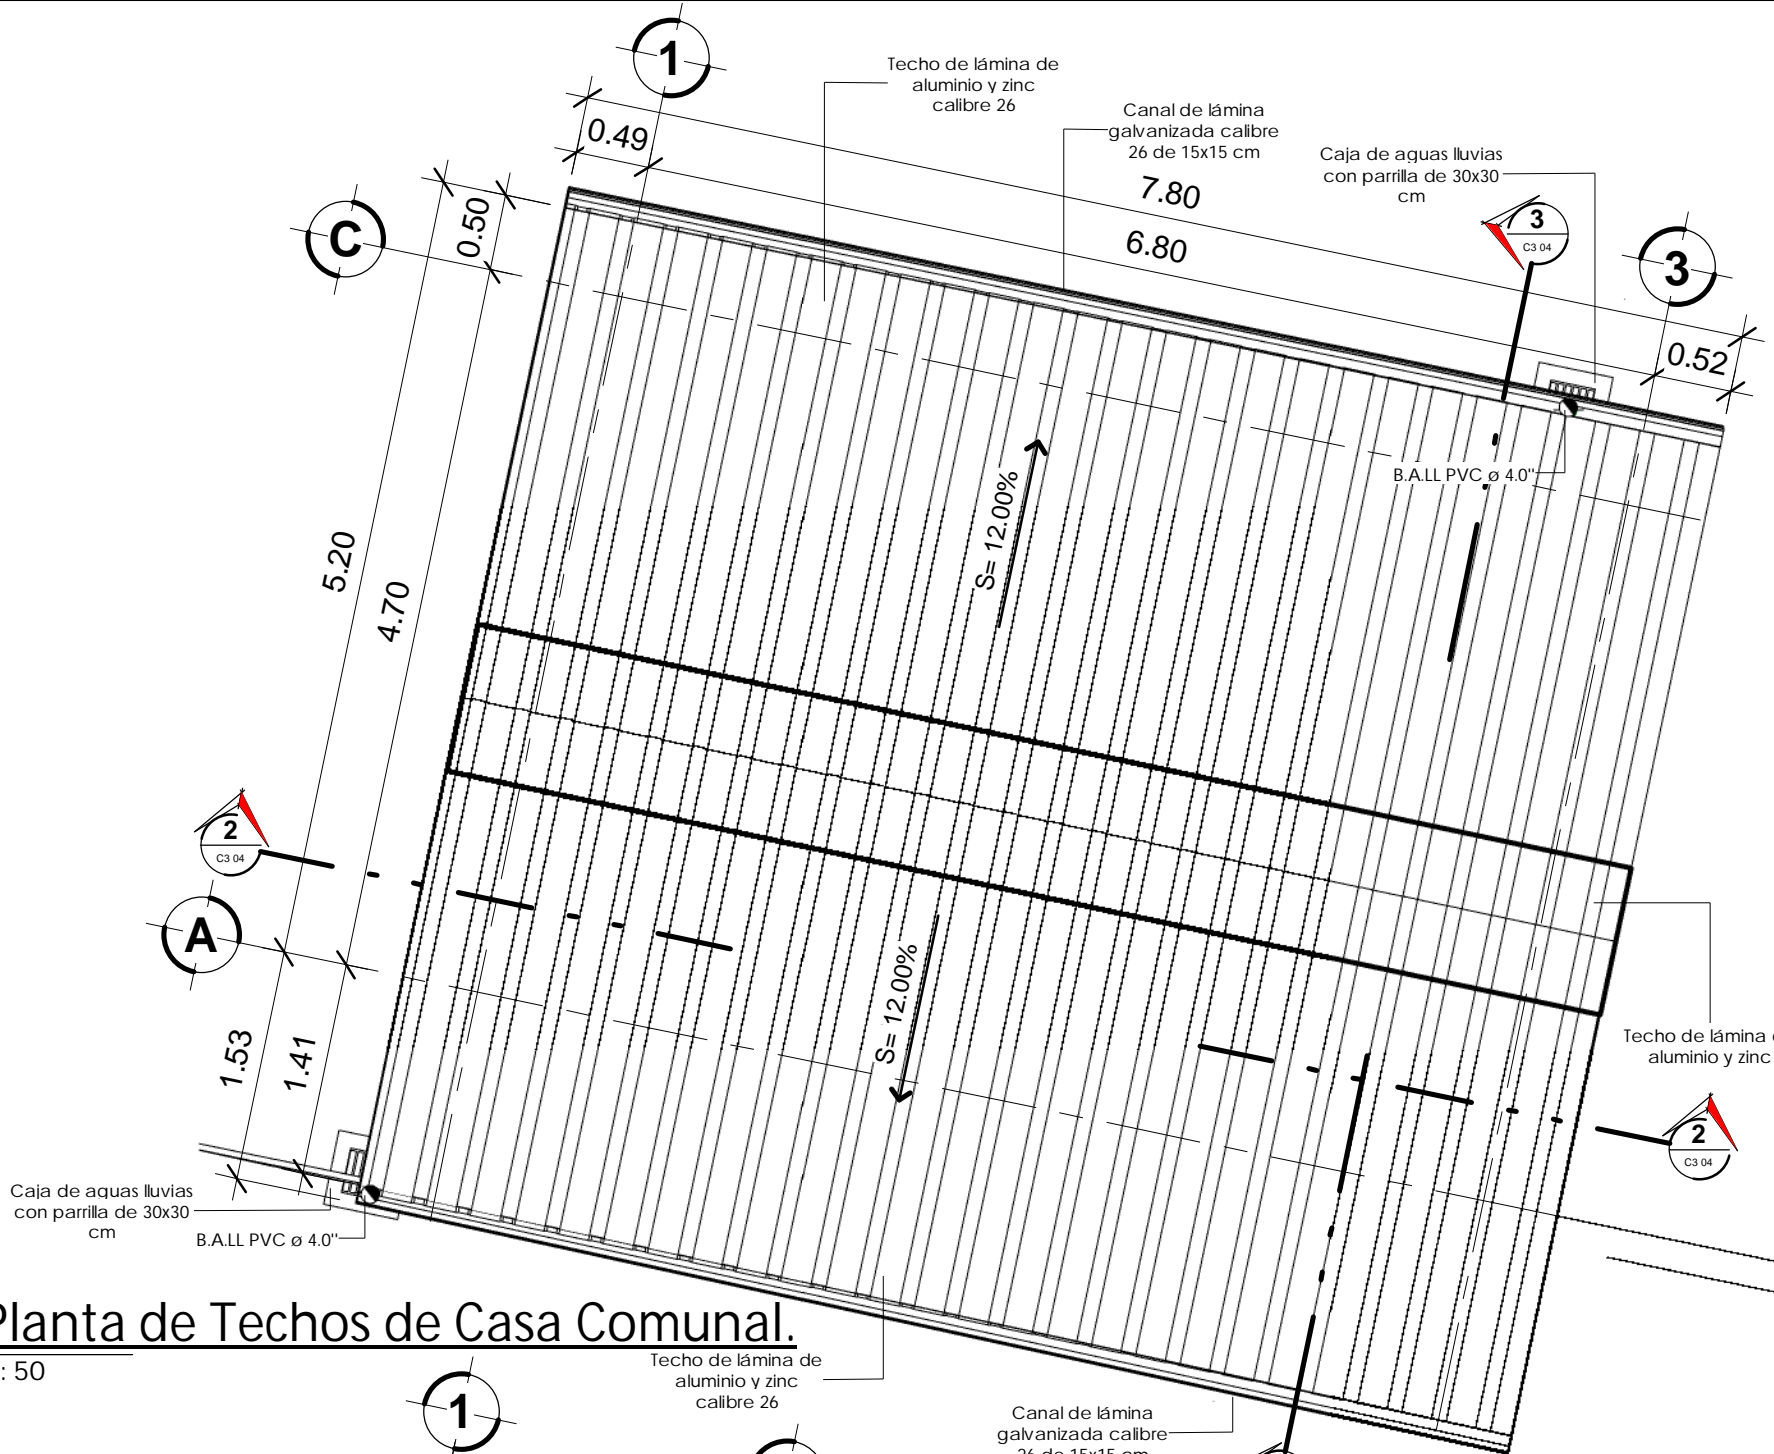 1
Techo de lámina de
aluminio y zinc
calibre 26
0.49
Canal de lámina
galvanizada calibre
26 de 15x15 cm
Caja de aguas lluvias
con parrilla de 30x30
cm
7.80
6.80
3
C3 04
3
0.52
C
0.50
B.A.LL PVC ø 4.0''
S= 12.00%
5.20
4.70
2
C3 04
A
S= 12.00%
1.53
1.41
Techo de lámina
aluminio y zinc
2
C3 04
Caja de aguas lluvias
con parrilla de 30x30
cm
B.A.LL PVC ø 4.0''
Planta de Techos de Casa Comunal.
: 50
1
Techo de lámina de
aluminio y zinc
calibre 26
Canal de lámina
galvanizada calibre
26 de 15x15 cm